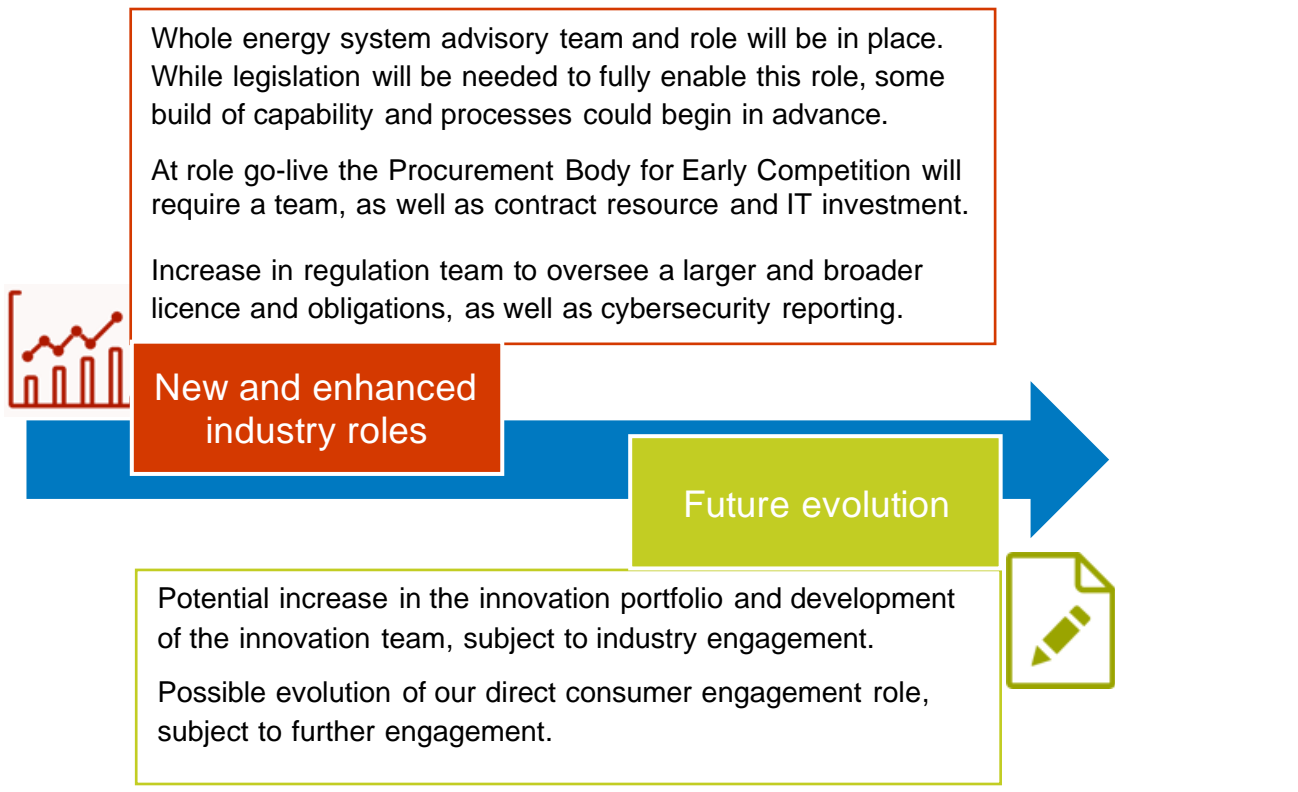 Whole energy system advisory team and role will be in place.
While legislation will be needed to fully enable this role, some
build of capability and processes could begin in advance.
At role go-live the Procurement Body for Early Competition will
require a team, as well as contract resource and IT investment.
Increase in regulation team to oversee a larger and broader
licence and obligations, as well as cybersecurity reporting.
New and enhanced
industry roles
Future evolution
Potential increase in the innovation portfolio and development
of the innovation team, subject to industry engagement.
Possible evolution of our direct consumer engagement role,
subject to further engagement.